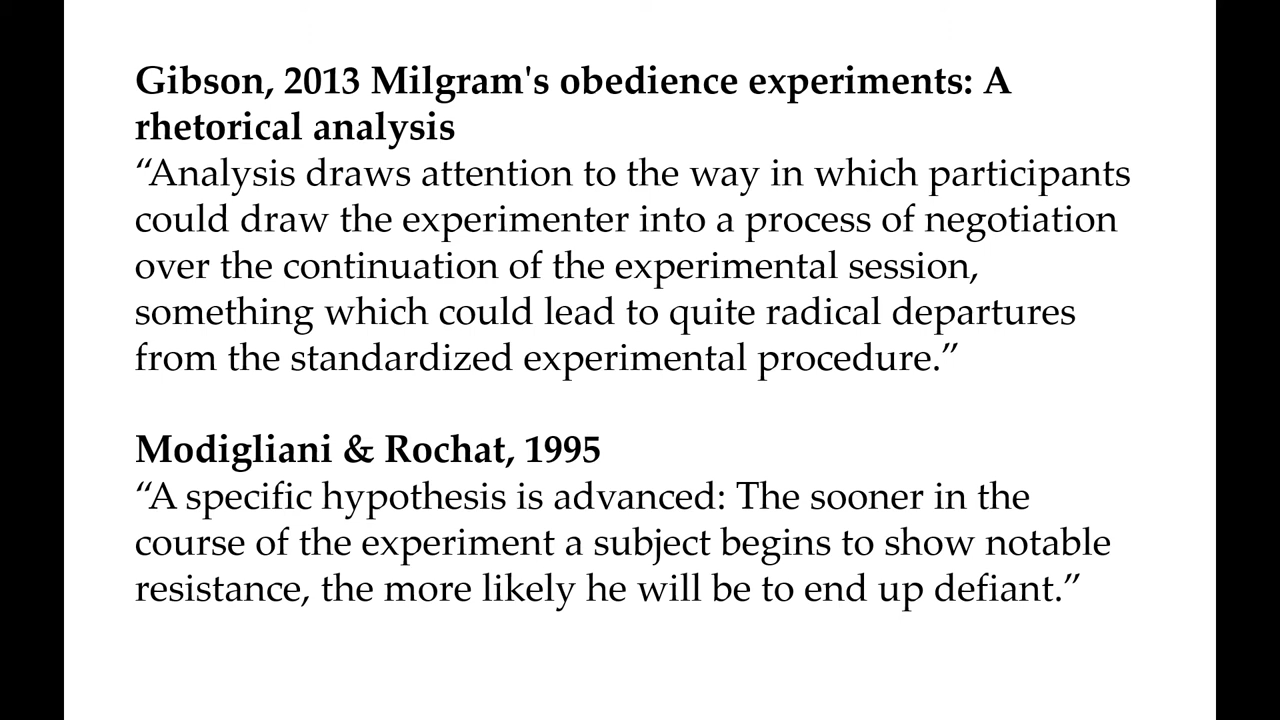 Gibson, 2013 Milgram's obedience experiments: A
rhetorical analysis
“Analysis draws attention to the way in which participants
could draw the experimenter into a process of negotiation
over the continuation of the experimental session,
something which could lead to quite radical departures
from the standardized experimental procedure.”
Modigliani & Rochat, 1995
“A specific hypothesis is advanced: The sooner in the
course of the experiment a subject begins to show notable
resistance, the more likely he will be to end up defiant.”